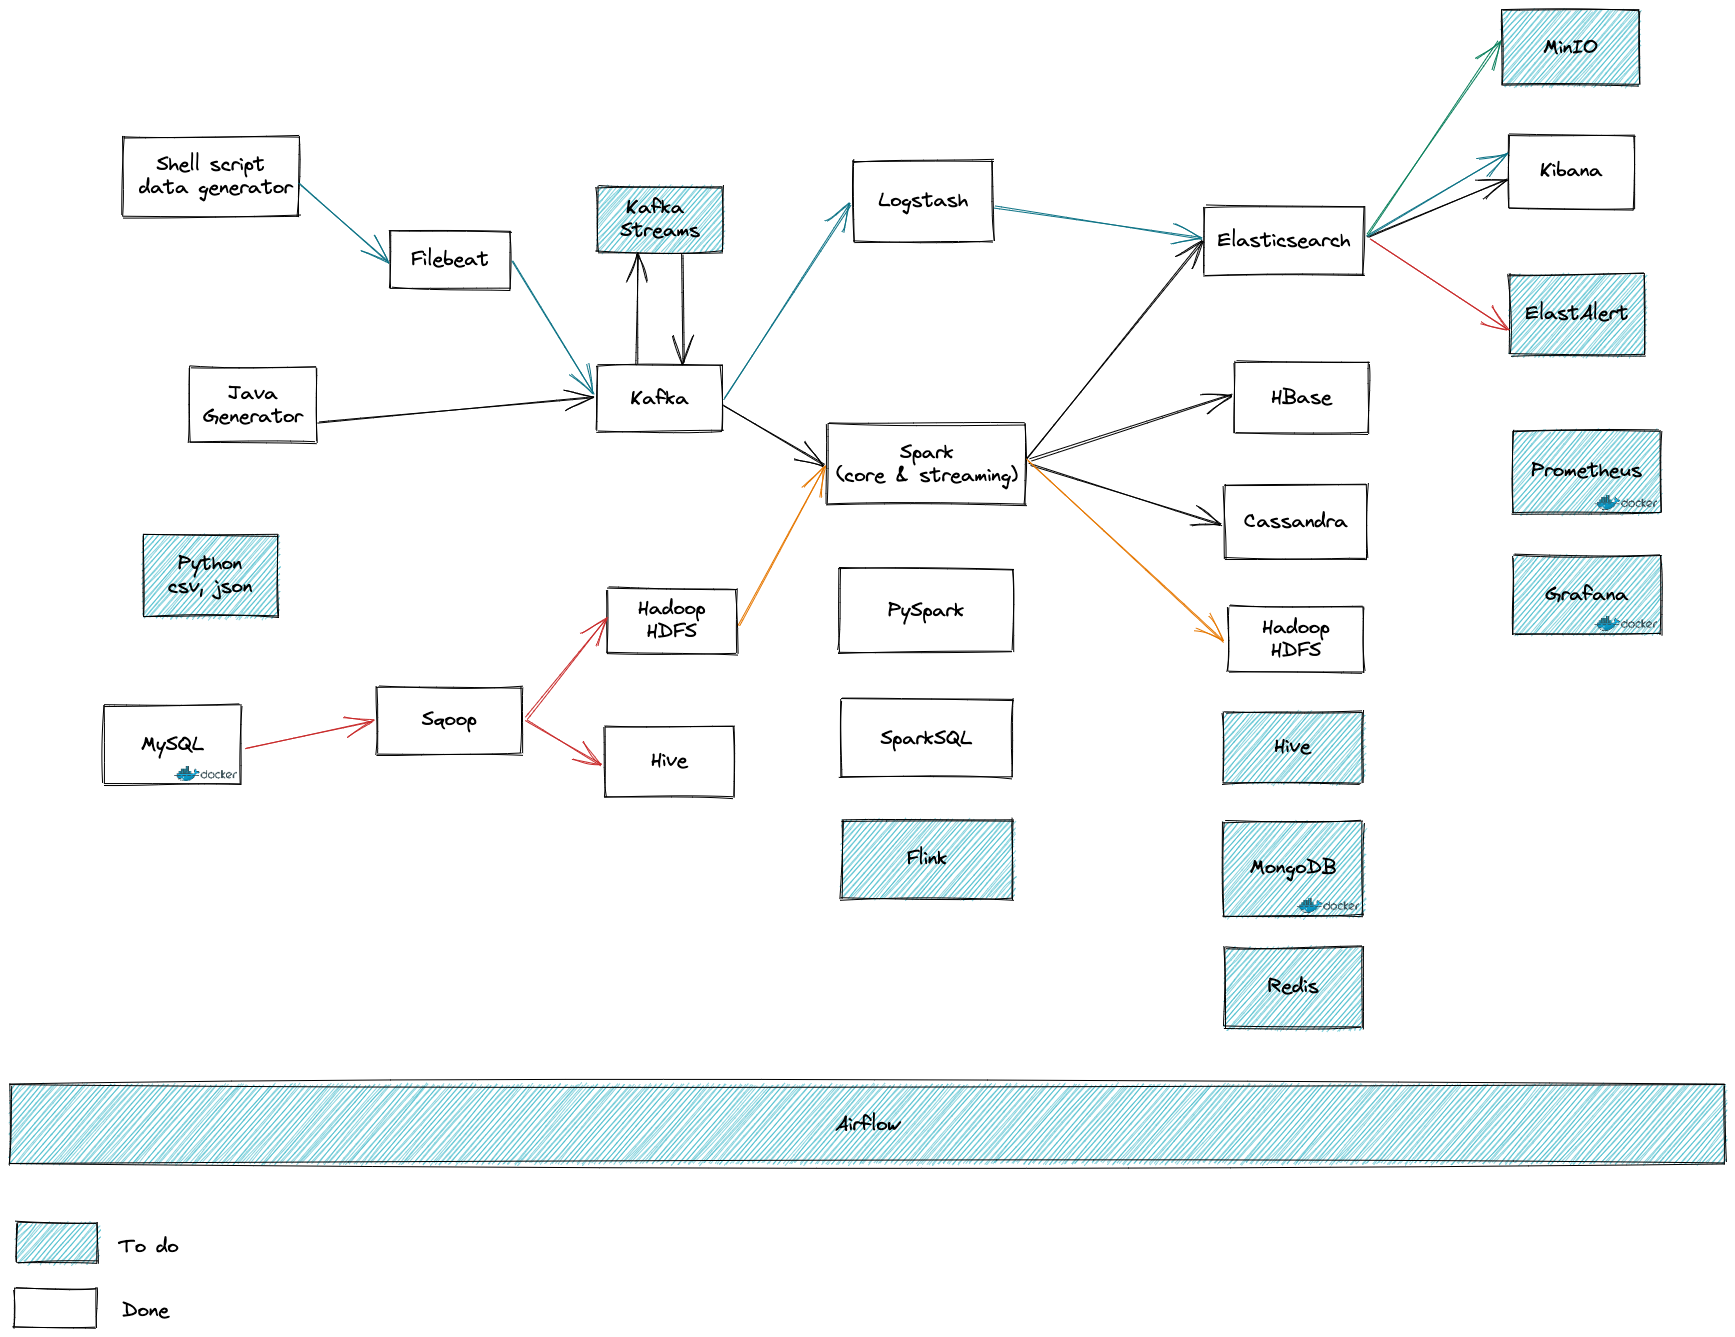 MinIO
Shell script
data generator
Kafka
Streams
Logstash
Kibana
Filebeat
Elasticsearch
ElastAlert
Java
Generator
Kafka
Spark
(core & streaming)
HBase
Prometheus
docker
Cassandra
Python
csv, json
Hadoop
HDFS
PySpark
Grafana
docker
Hadoop
HDFS
MySQL
docker
Sqoop
Hive
SparkSQL
Hive
Flink
MongoDB
docker
Redis
Airflow
To do
Done